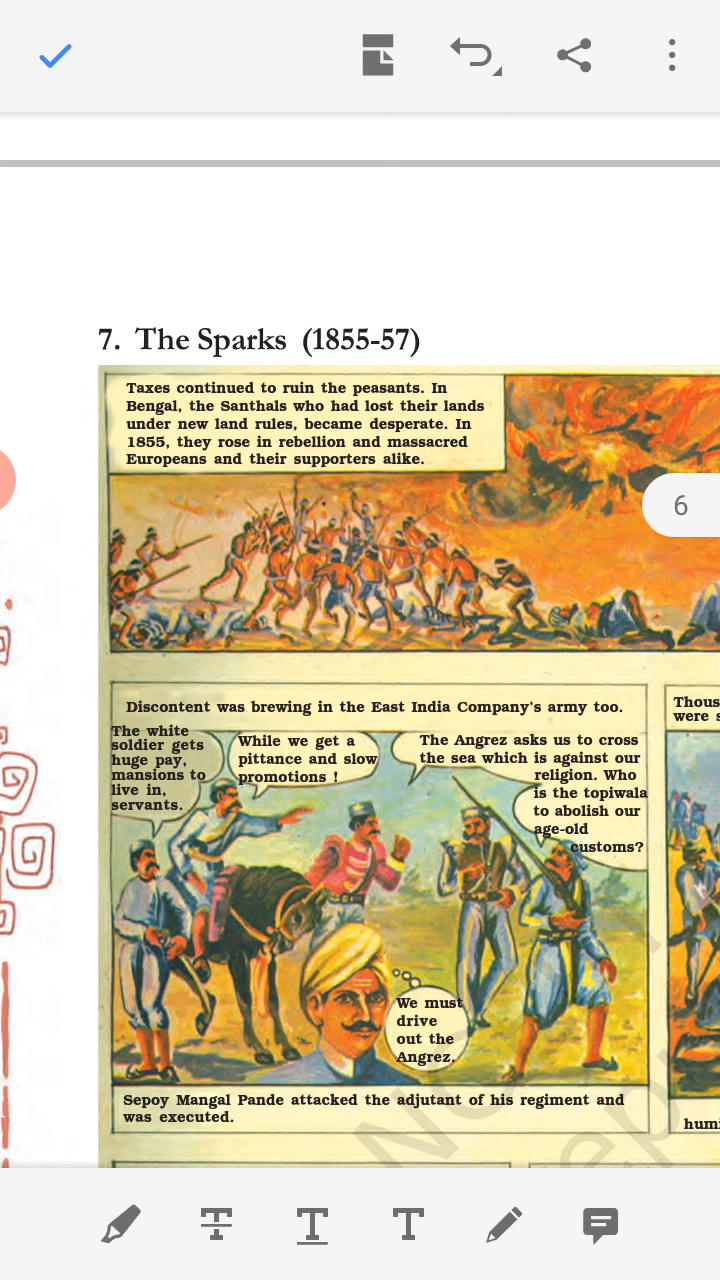 7. The Sparks (1855-57)
Taxes continued to ruin the peasants. In
Bengal, the Santhals who had lost their lands
under new land rules, became desperate. In
1855, they rose in rebellion and massacred
Europeans and their supporters alike.
6
Discontent was brewing in the East India Company's army too.
Thous
were s
The white
soldier gets
huge pay,
mansions to
live in,
servants.
While we get a
pittance and slow
promotions !
The Angrez asks us to cross
the sea which is against our
religion. Who
is the topiwala
to abolish our
age-old
customs?
We must
drive
out the
Angrez.
Sepoy Mangal Pande attacked the adjutant of his regiment and
was executed.
humi
T
T
T